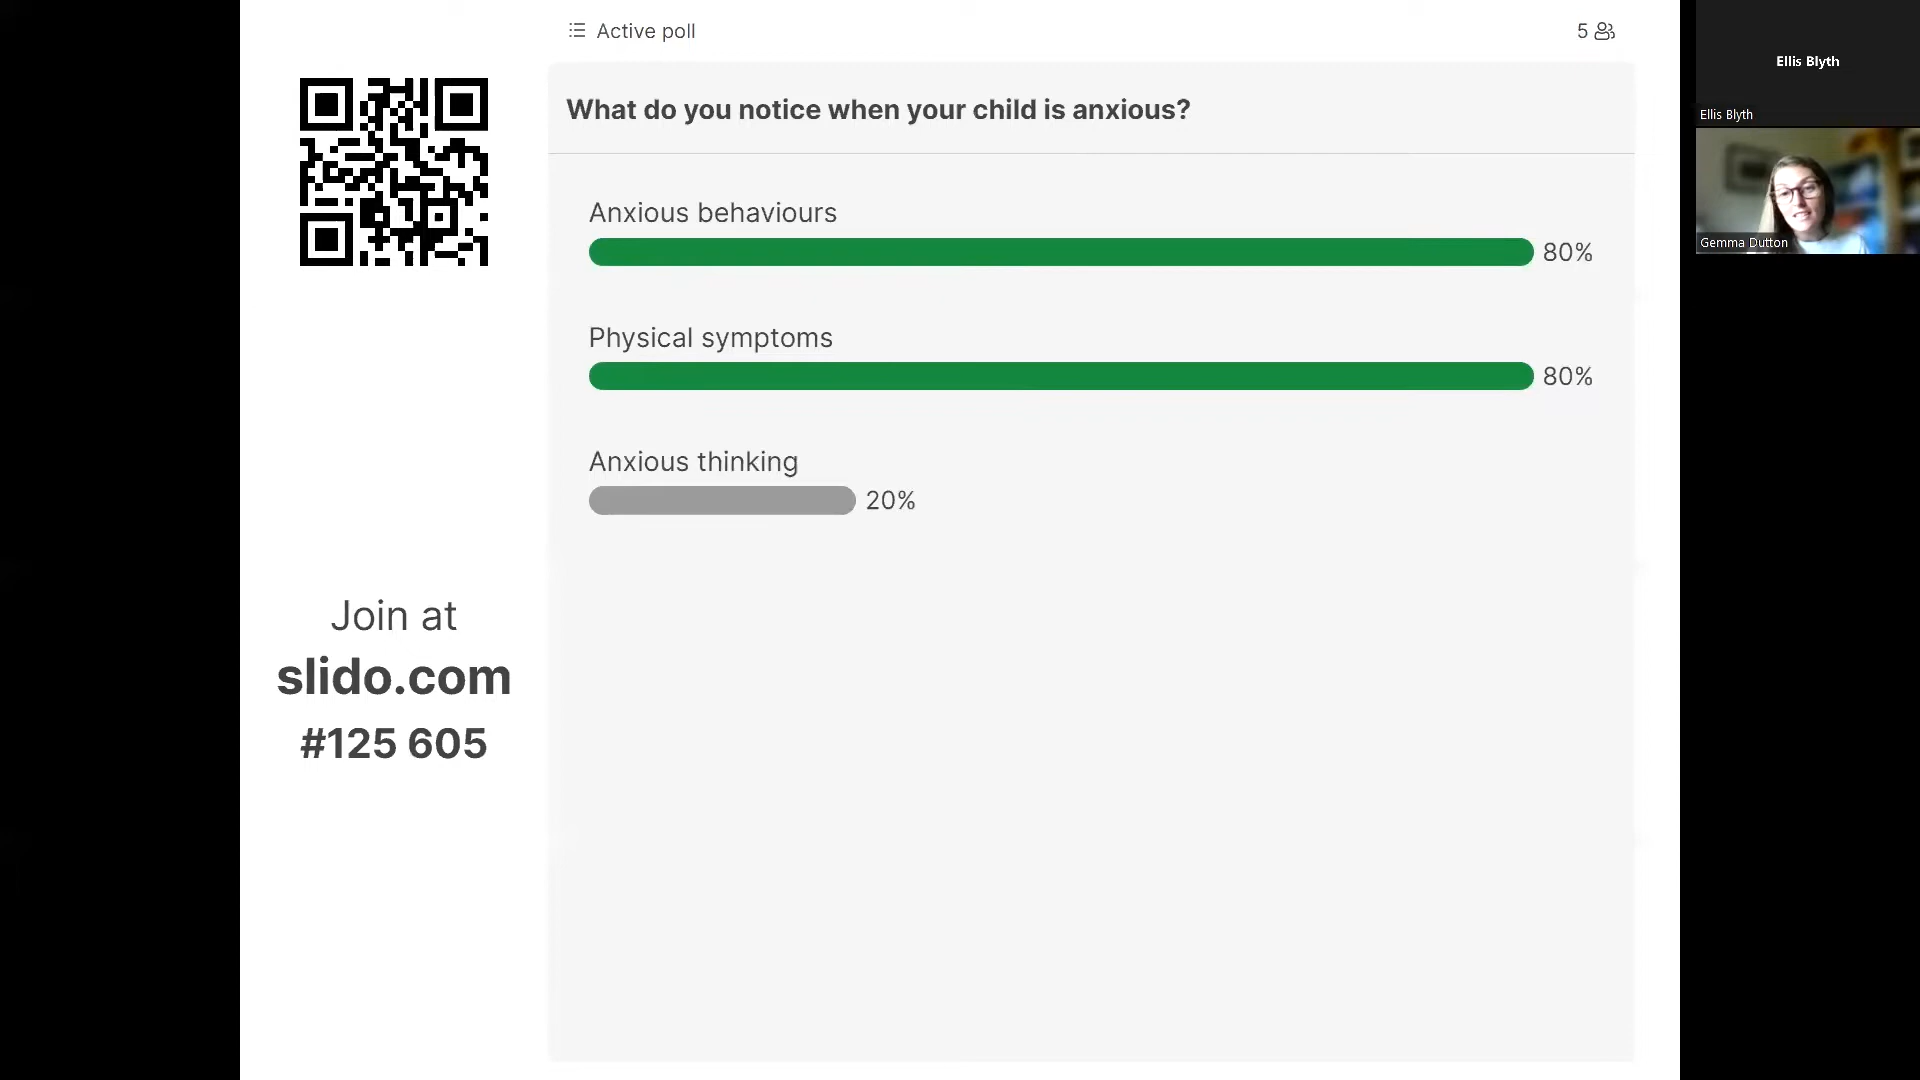 Active poll
5
What do you notice when your child is anxious?
Anxious behaviours
80%
Physical symptoms
80%
Anxious thinking
20%
Join at
slido.com
#125 605
Ellis Blyth
Ellis Blyth
Gemma Dutton